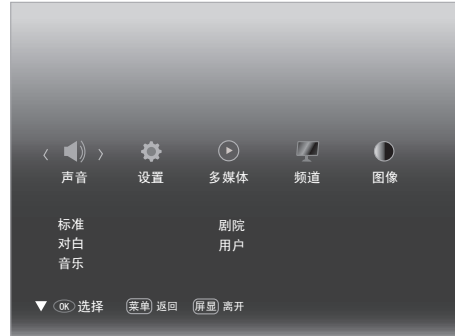 声音 设置 多媒体 频道 图像
标准 剧院
对白 用户
音乐
OK 选择 菜单 返回 屏显 离开